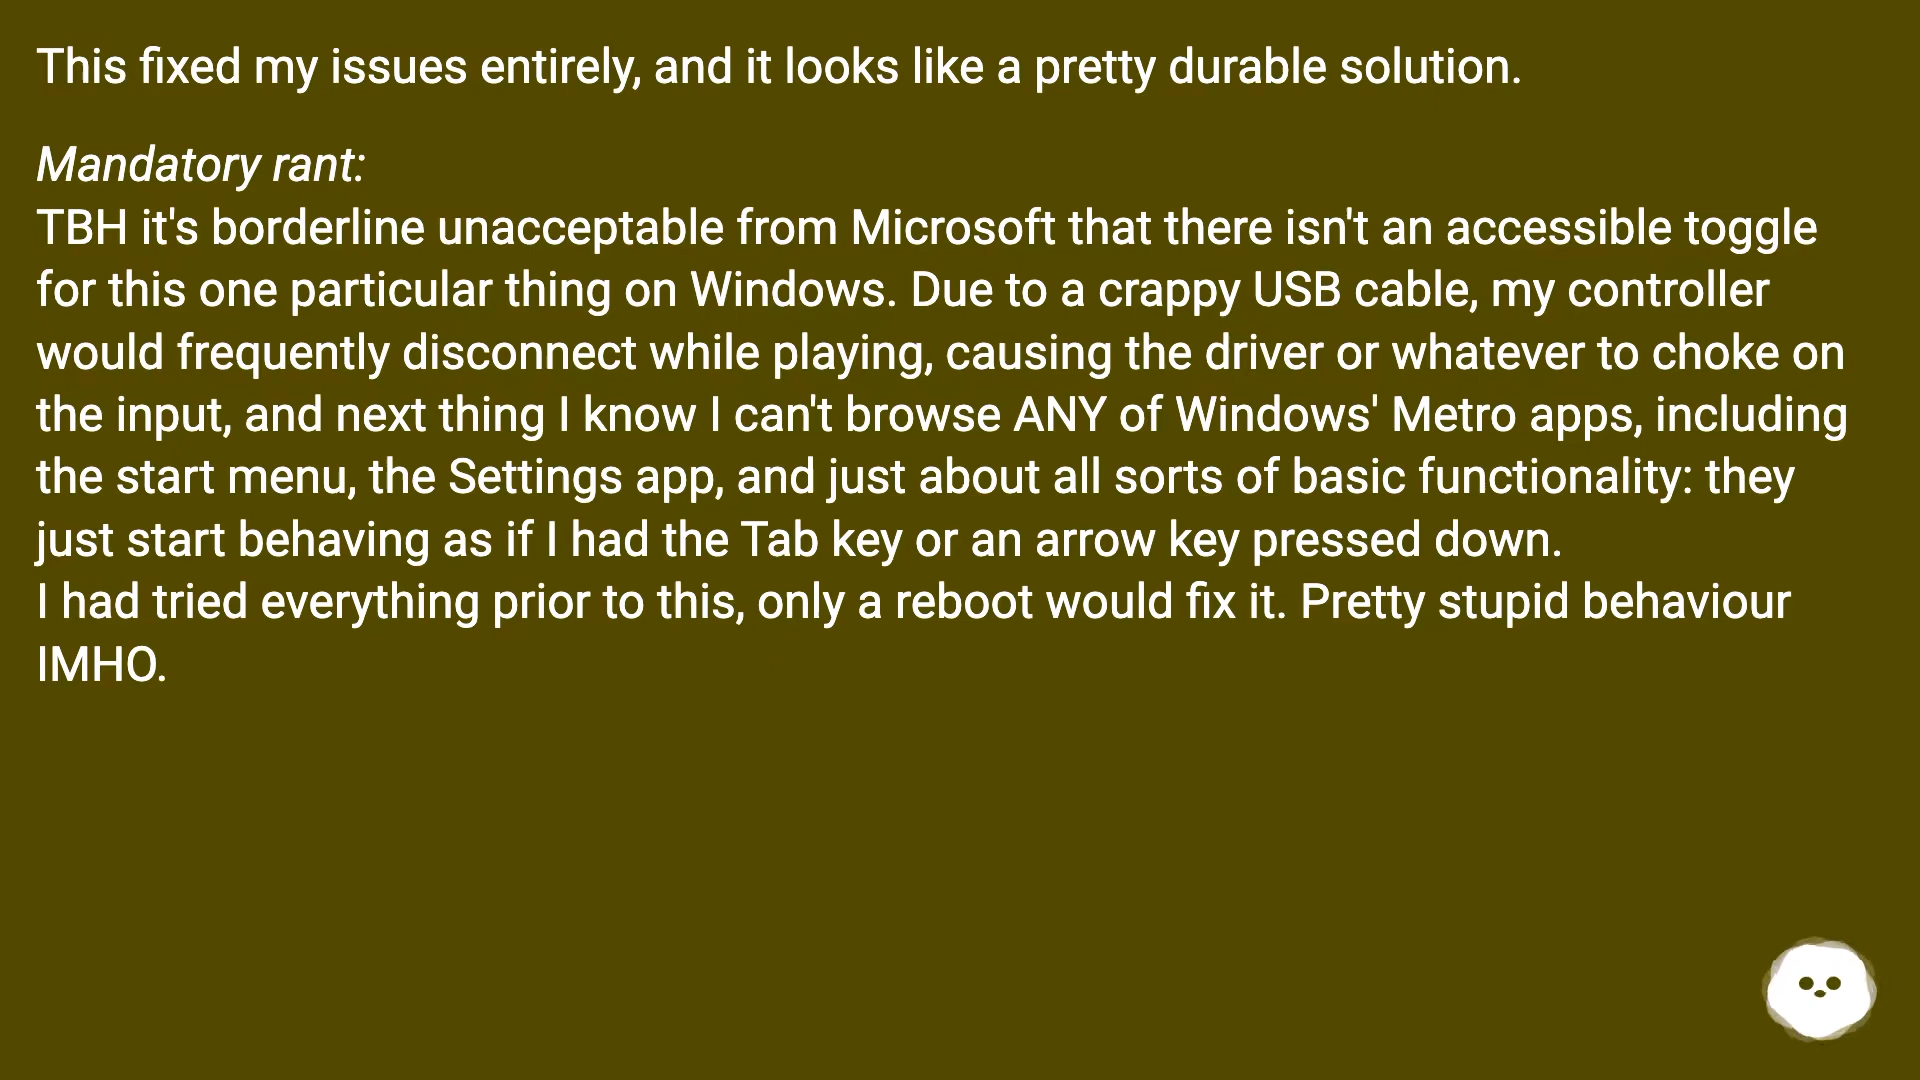 This fixed my issues entirely, and it looks like a pretty durable solution.
Mandatory rant:
TBH it's borderline unacceptable from Microsoft that there isn't an accessible toggle
for this one particular thing on Windows. Due to a crappy USB cable, my controller
would frequently disconnect while playing, causing the driver or whatever to choke on
the input, and next thing I know I can't browse ANY of Windows' Metro apps, including
the start menu, the Settings app, and just about all sorts of basic functionality: they
just start behaving as if I had the Tab key or an arrow key pressed down.
I had tried everything prior to this, only a reboot would fix it. Pretty stupid behaviour
IMHO.